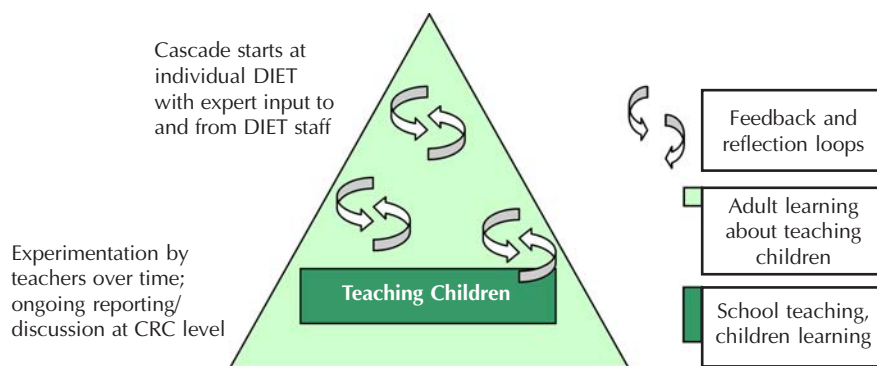 Cascade starts at
individual DIET
with expert input to
and from DIET staff
Experimentation by
teachers over time;
ongoing reporting/
discussion at CRC level
Teaching Children
Feedback and
reflection loops
Adult learning
about teaching
children
School teaching,
children learning